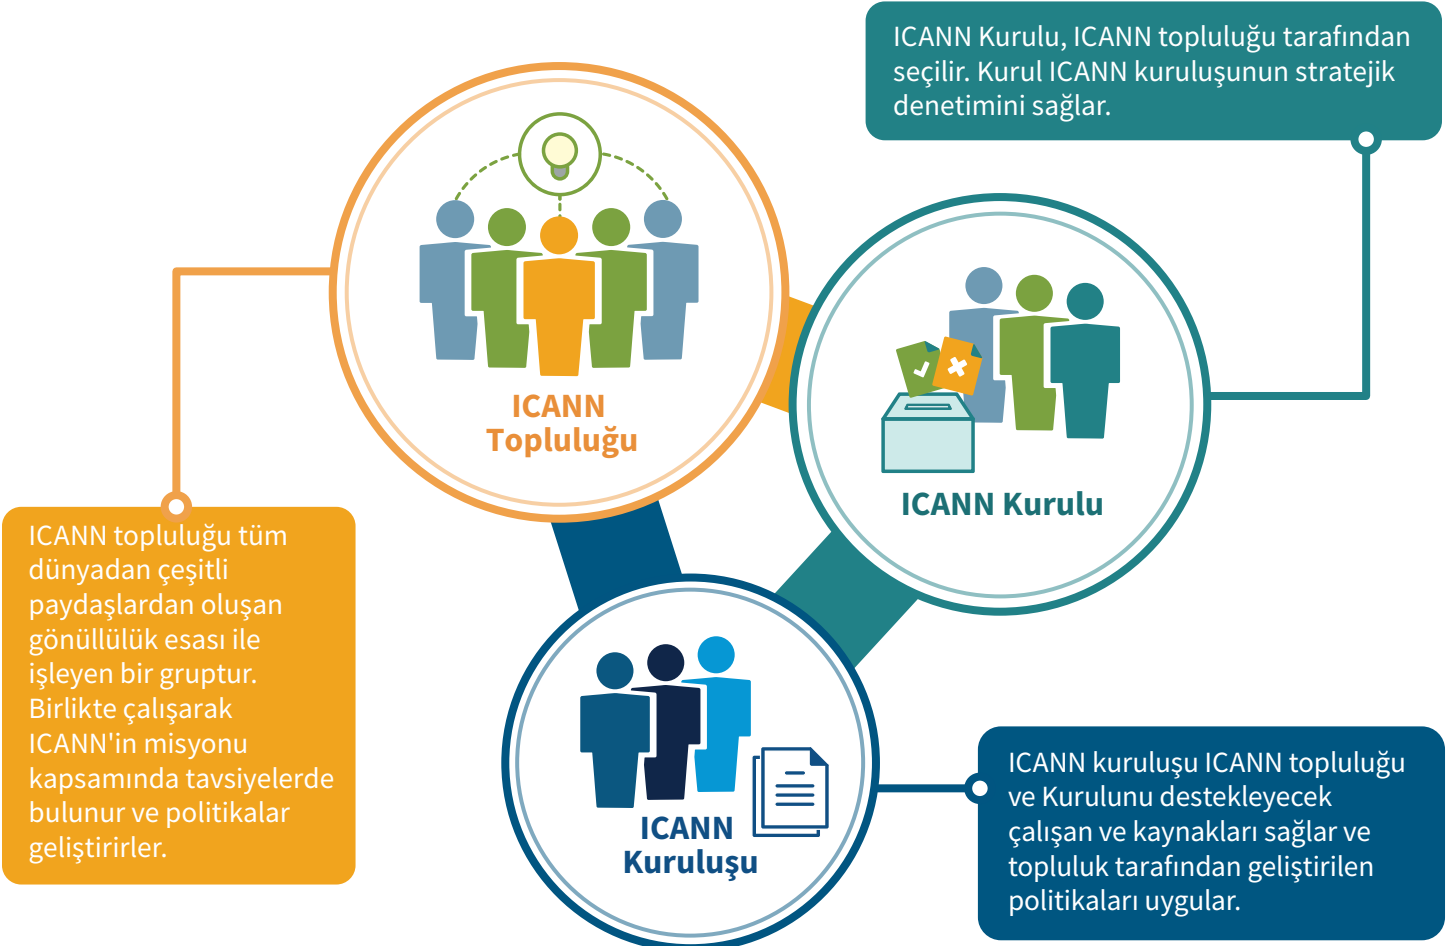 ICANN Kurulu, ICANN topluluğu tarafından
seçilir. Kurul ICANN kuruluşunun stratejik
denetimini sağlar.
ICANN
Topluluğu
ICANN Kurulu
ICANN topluluğu tüm
dünyadan çeşitli
paydaşlardan oluşan
gönüllülük esası ile
işleyen bir gruptur.
Birlikte çalışarak
ICANN'in misyonu
kapsamında tavsiyelerde
bulunur ve politikalar
geliştirirler.
ICANN
Kuruluşu
ICANN kuruluşu ICANN topluluğu
ve Kurulunu destekleyecek
çalışan ve kaynakları sağlar ve
topluluk tarafından geliştirilen
politikaları uygular.